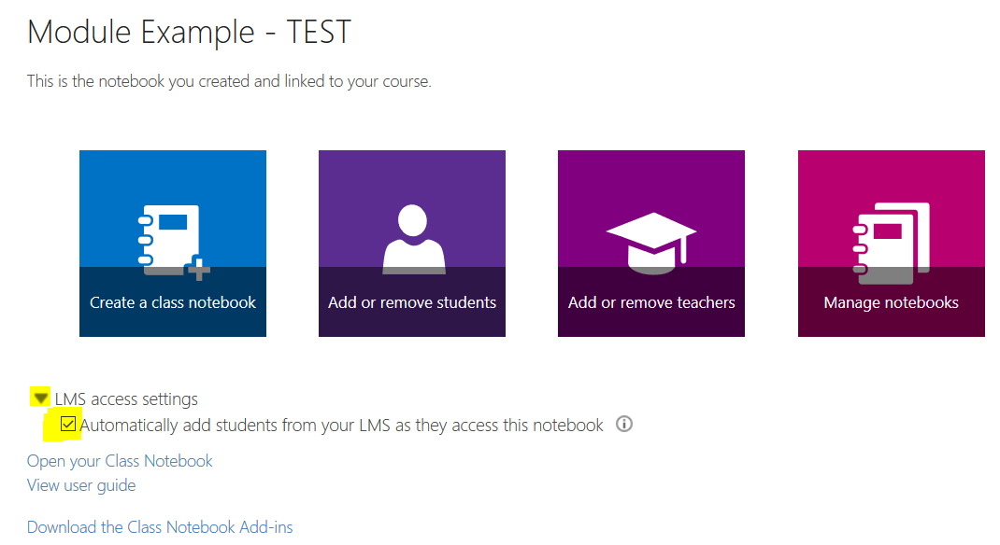 Module Example - TEST
This is the notebook you created and linked to your course.
Create a class notebook
Add or remove students
Add or remove teachers
Manage notebooks
LMS access settings
Automatically add students from your LMS as they access this notebook
Open your Class Notebook
View user guide
Download the Class Notebook Add-ins